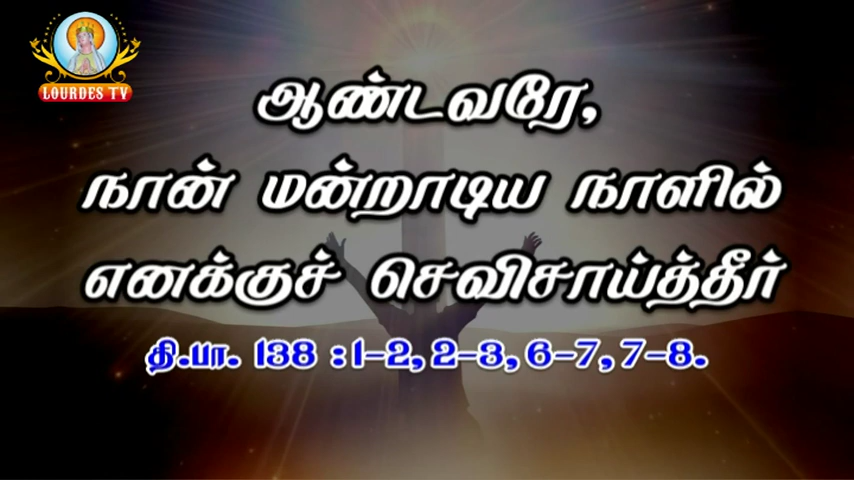 LOURDES TV
ஆண்டவரே,
நான் மன்றாடிய நாளில்
எனக்குச் செவிசாய்த்தீர்
தி.பா. 138 : 1-2, 2-3, 6-7, 7-8.